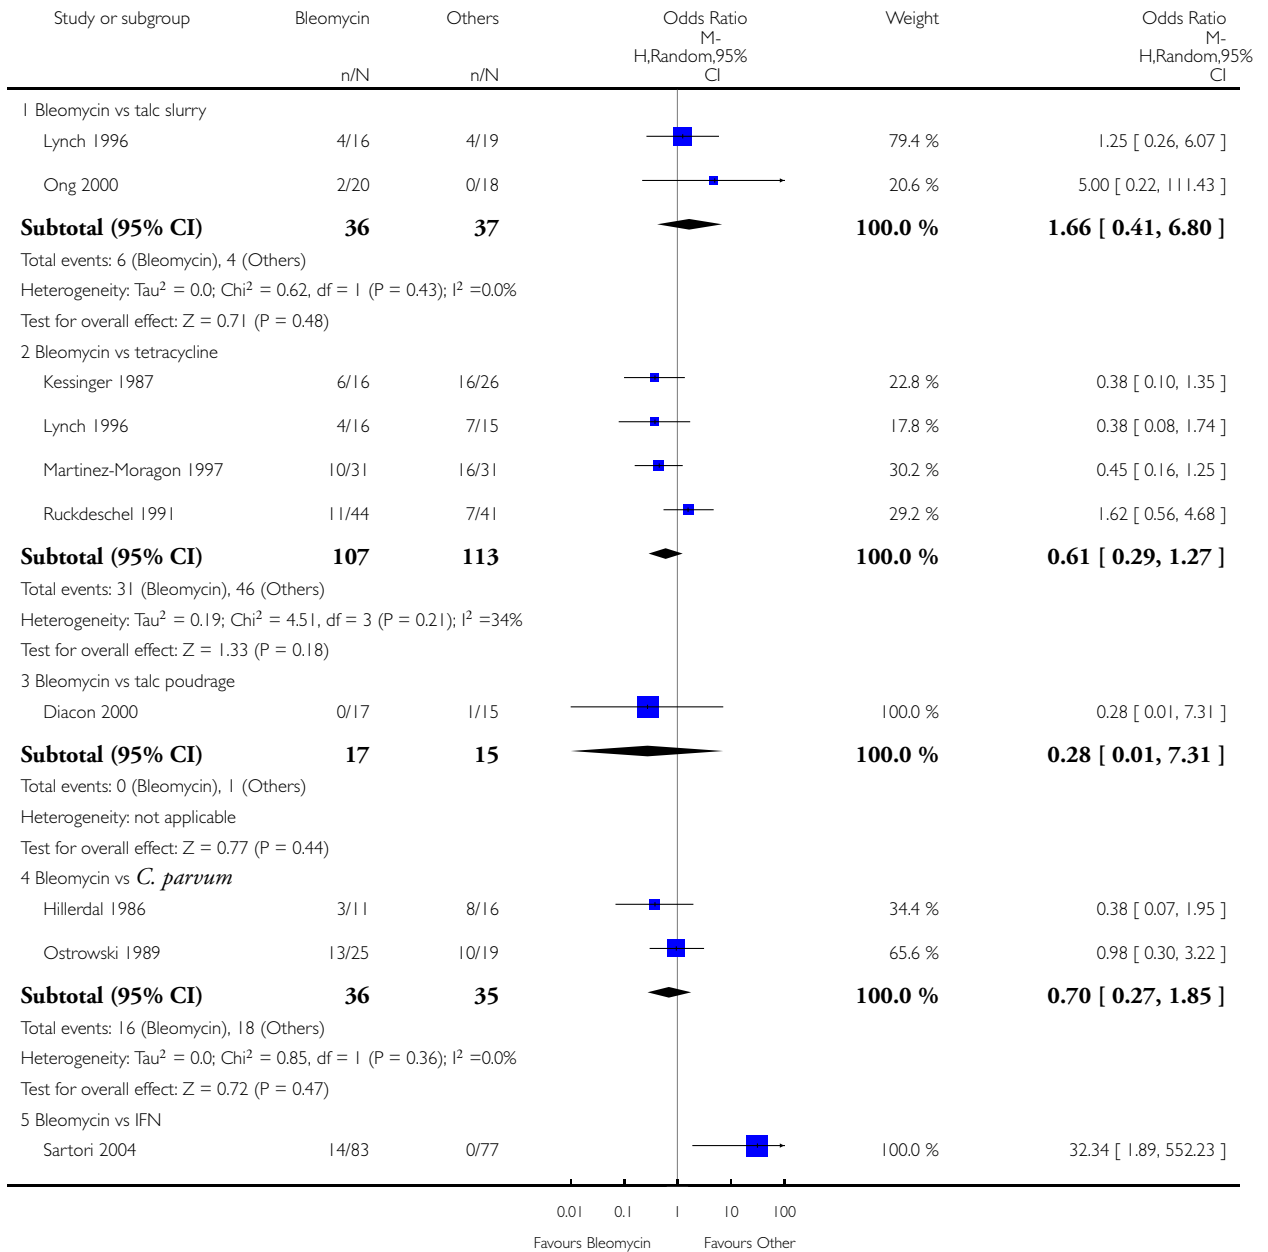 Study or subgroup Bleomycin Others Odds Ratio Weight Odds Ratio
M- M-
H,Random,95% H,Random,95%
n/N n/N CI CI
1 Bleomycin vs talc slurry
Lynch 1996 4/16 4/19 79.4 % 1.25 [ 0.26, 6.07 ]
Ong 2000 2/20 0/18 20.6 % 5.00 [ 0.22, 111.43 ]
Subtotal (95% CI) 36 37 100.0 % 1.66 [ 0.41, 6.80 ]
Total events: 6 (Bleomycin), 4 (Others)
Heterogeneity: Tau² = 0.0; Chi² = 0.62, df = 1 (P = 0.43); I² =0.0%
Test for overall effect: Z = 0.71 (P = 0.48)
2 Bleomycin vs tetracycline
Kessinger 1987 6/16 16/26 22.8 % 0.38 [ 0.10, 1.35 ]
Lynch 1996 4/16 7/15 17.8 % 0.38 [ 0.08, 1.74 ]
Martinez-Moragon 1997 10/31 16/31 30.2 % 0.45 [ 0.16, 1.25 ]
Ruckdeschel 1991 11/44 7/41 29.2 % 1.62 [ 0.56, 4.68 ]
Subtotal (95% CI) 107 113 100.0 % 0.61 [ 0.29, 1.27 ]
Total events: 31 (Bleomycin), 46 (Others)
Heterogeneity: Tau² = 0.19; Chi² = 4.51, df = 3 (P = 0.21); I² =34%
Test for overall effect: Z = 1.33 (P = 0.18)
3 Bleomycin vs talc poudrage
Diacon 2000 0/17 1/15 100.0 % 0.28 [ 0.01, 7.31 ]
Subtotal (95% CI) 17 15 100.0 % 0.28 [ 0.01, 7.31 ]
Total events: 0 (Bleomycin), 1 (Others)
Heterogeneity: not applicable
Test for overall effect: Z = 0.77 (P = 0.44)
4 Bleomycin vs C. parvum
Hillerdal 1986 3/11 8/16 34.4 % 0.38 [ 0.07, 1.95 ]
Ostrowski 1989 13/25 10/19 65.6 % 0.98 [ 0.30, 3.22 ]
Subtotal (95% CI) 36 35 100.0 % 0.70 [ 0.27, 1.85 ]
Total events: 16 (Bleomycin), 18 (Others)
Heterogeneity: Tau² = 0.0; Chi² = 0.85, df = 1 (P = 0.36); I² =0.0%
Test for overall effect: Z = 0.72 (P = 0.47)
5 Bleomycin vs IFN
Sartori 2004 14/83 0/77 100.0 % 32.34 [ 1.89, 552.23 ]
0.01 0.1 1 10 100
Favours Bleomycin Favours Other